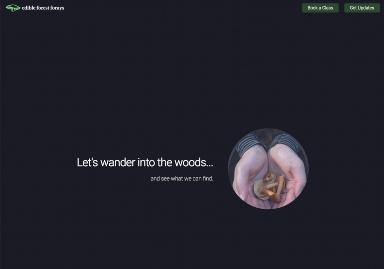 edible forest forays
Book a Class
Get Updates
Let's wander into the woods...
and see what we can find.